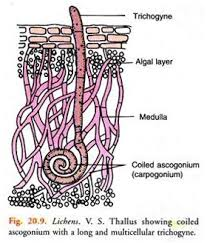 Trichogyne
Algal layer
Medulla
Coiled ascogonium
(carpogonium)
Fig. 20.9. Lichens. V. S. Thallus showing coiled
ascogonium with a long and multicellular trichogyne.